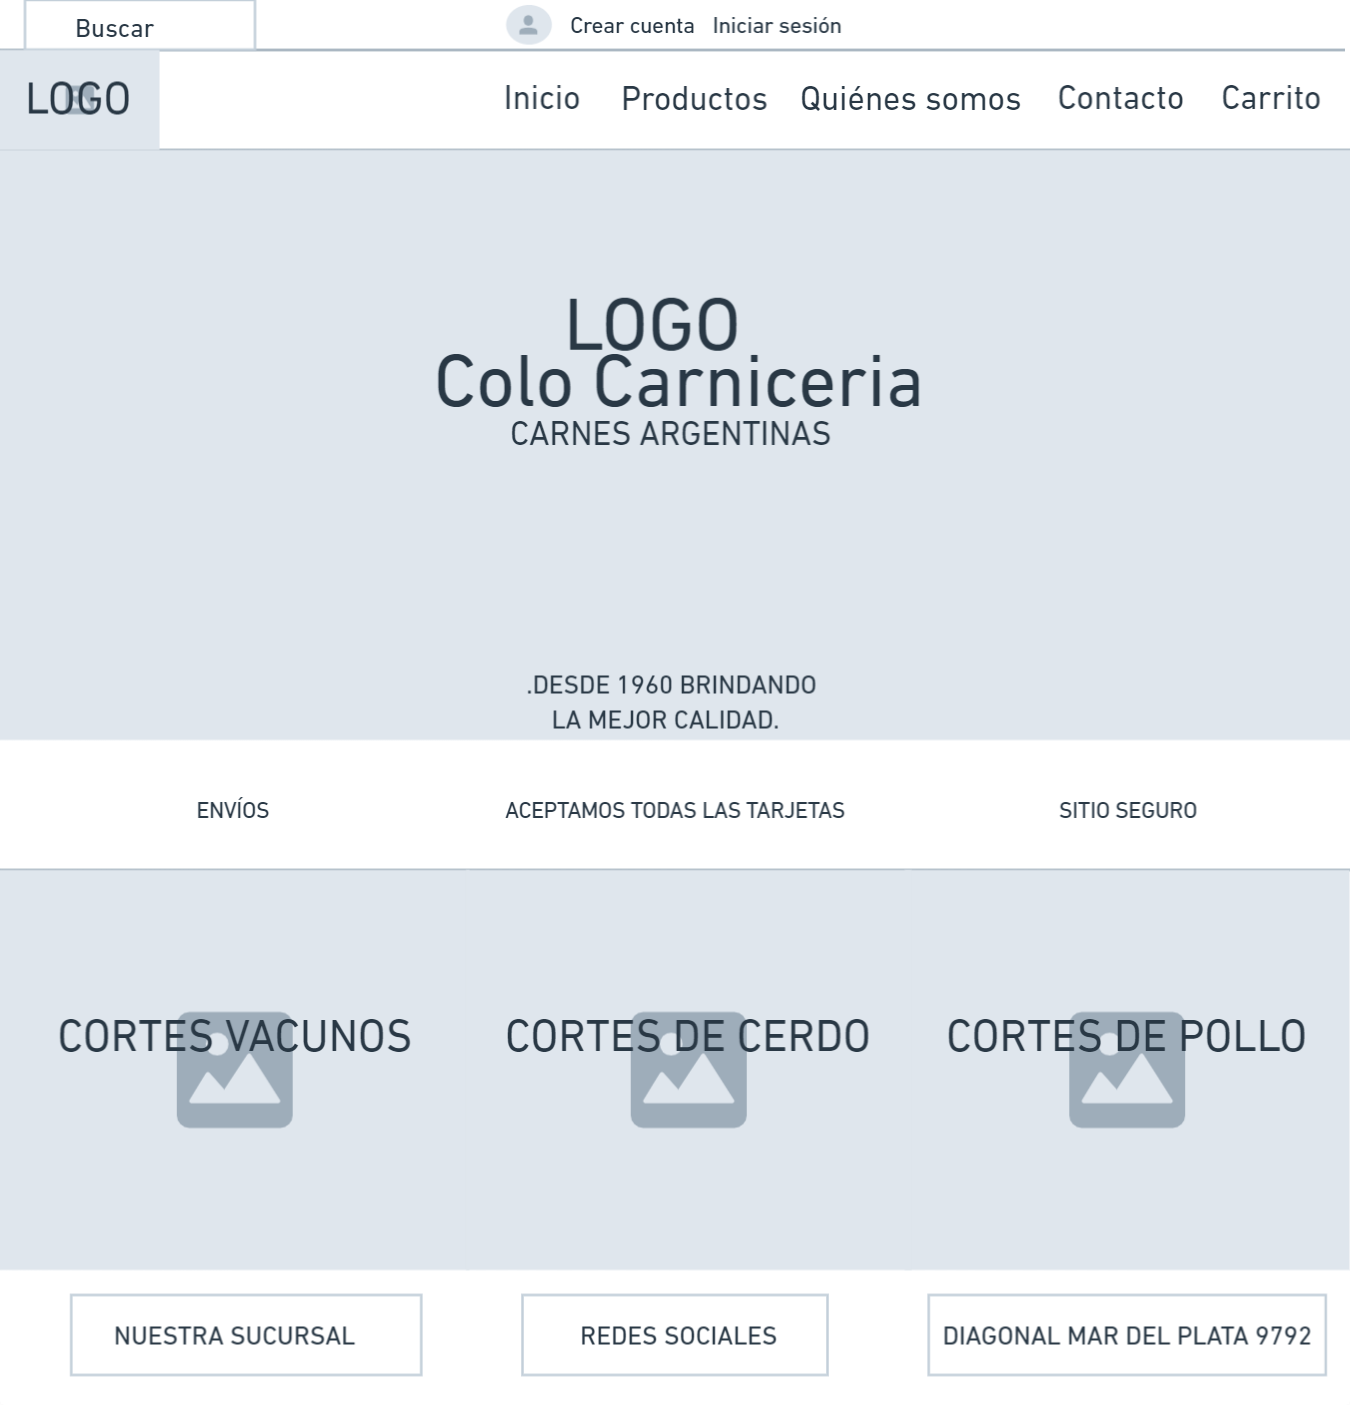 Buscar
Crear cuenta Iniciar sesión
LOGO
Inicio Productos Quiénes somos Contacto Carrito
LOGO
Colo Carniceria
CARNES ARGENTINAS
.DESDE 1960 BRINDANDO
LA MEJOR CALIDAD.
ENVÍOS ACEPTAMOS TODAS LAS TARJETAS SITIO SEGURO
CORTES VACUNOS CORTES DE CERDO CORTES DE POLLO
NUESTRA SUCURSAL REDES SOCIALES DIAGONAL MAR DEL PLATA 9792